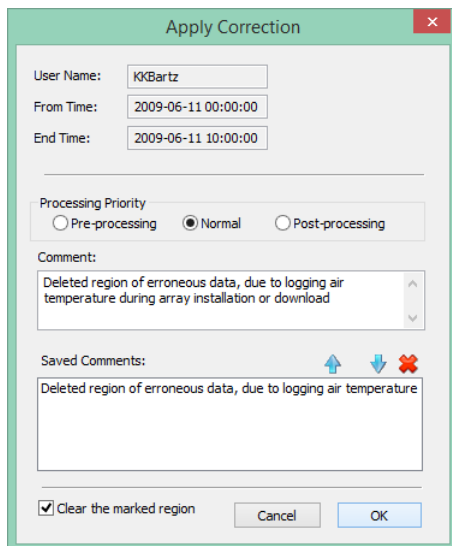 Apply Correction
User Name: KKBartz
From Time: 2009-06-11 00:00:00
End Time: 2009-06-11 10:00:00
Processing Priority
Pre-processing Normal Post-processing
Comment:
Deleted region of erroneous data, due to logging air
temperature during array installation or download
Saved Comments:
Deleted region of erroneous data, due to logging air temperature
Clear the marked region Cancel OK